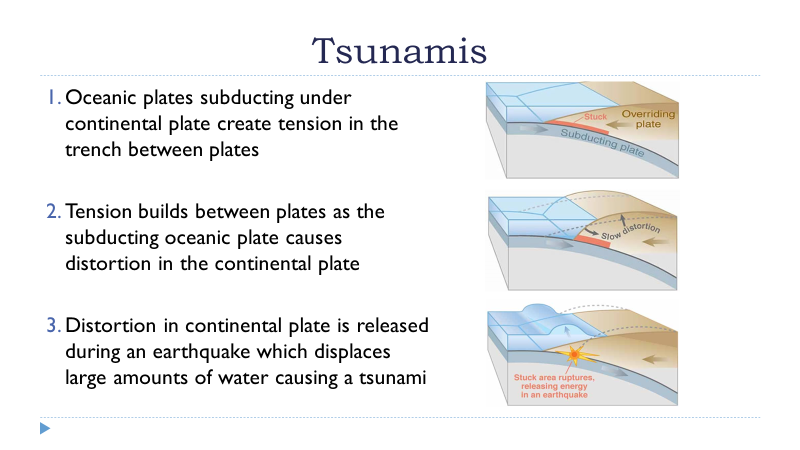 Tsunamis
1. Oceanic plates subducting under
continental plate create tension in the
trench between plates
2. Tension builds between plates as the
subducting oceanic plate causes
distortion in the continental plate
3. Distortion in continental plate is released
during an earthquake which displaces
large amounts of water causing a tsunami
Stuck
Overriding
plate
Subducting plate
Slow distortion
Stuck area ruptures,
releasing energy
in an earthquake